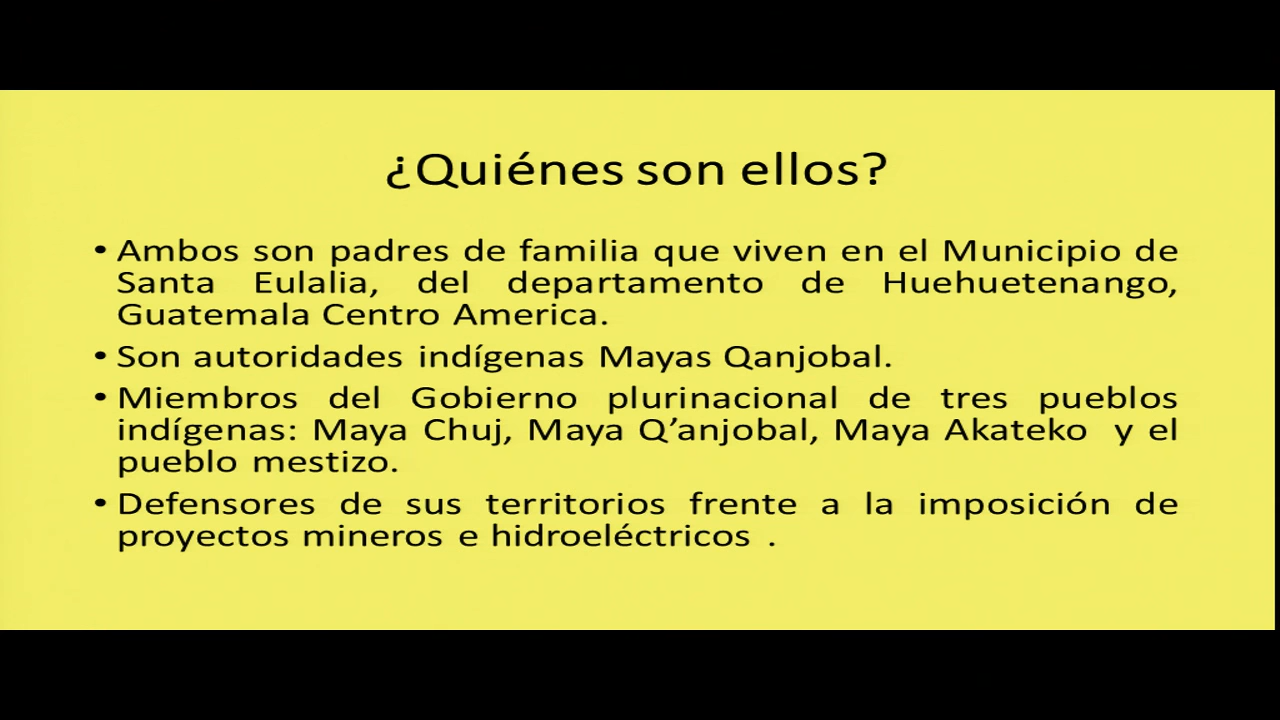 ¿Quiénes son ellos?
• Ambos son padres de familia que viven en el Municipio de
Santa Eulalia, del departamento de Huehuetenango,
Guatemala Centro America.
• Son autoridades indígenas Mayas Qanjobal.
• Miembros del Gobierno plurinacional de tres pueblos
indígenas: Maya Chuj, Maya Q’anjobal, Maya Akateko y el
pueblo mestizo.
• Defensores de sus territorios frente a la imposición de
proyectos mineros e hidroeléctricos .